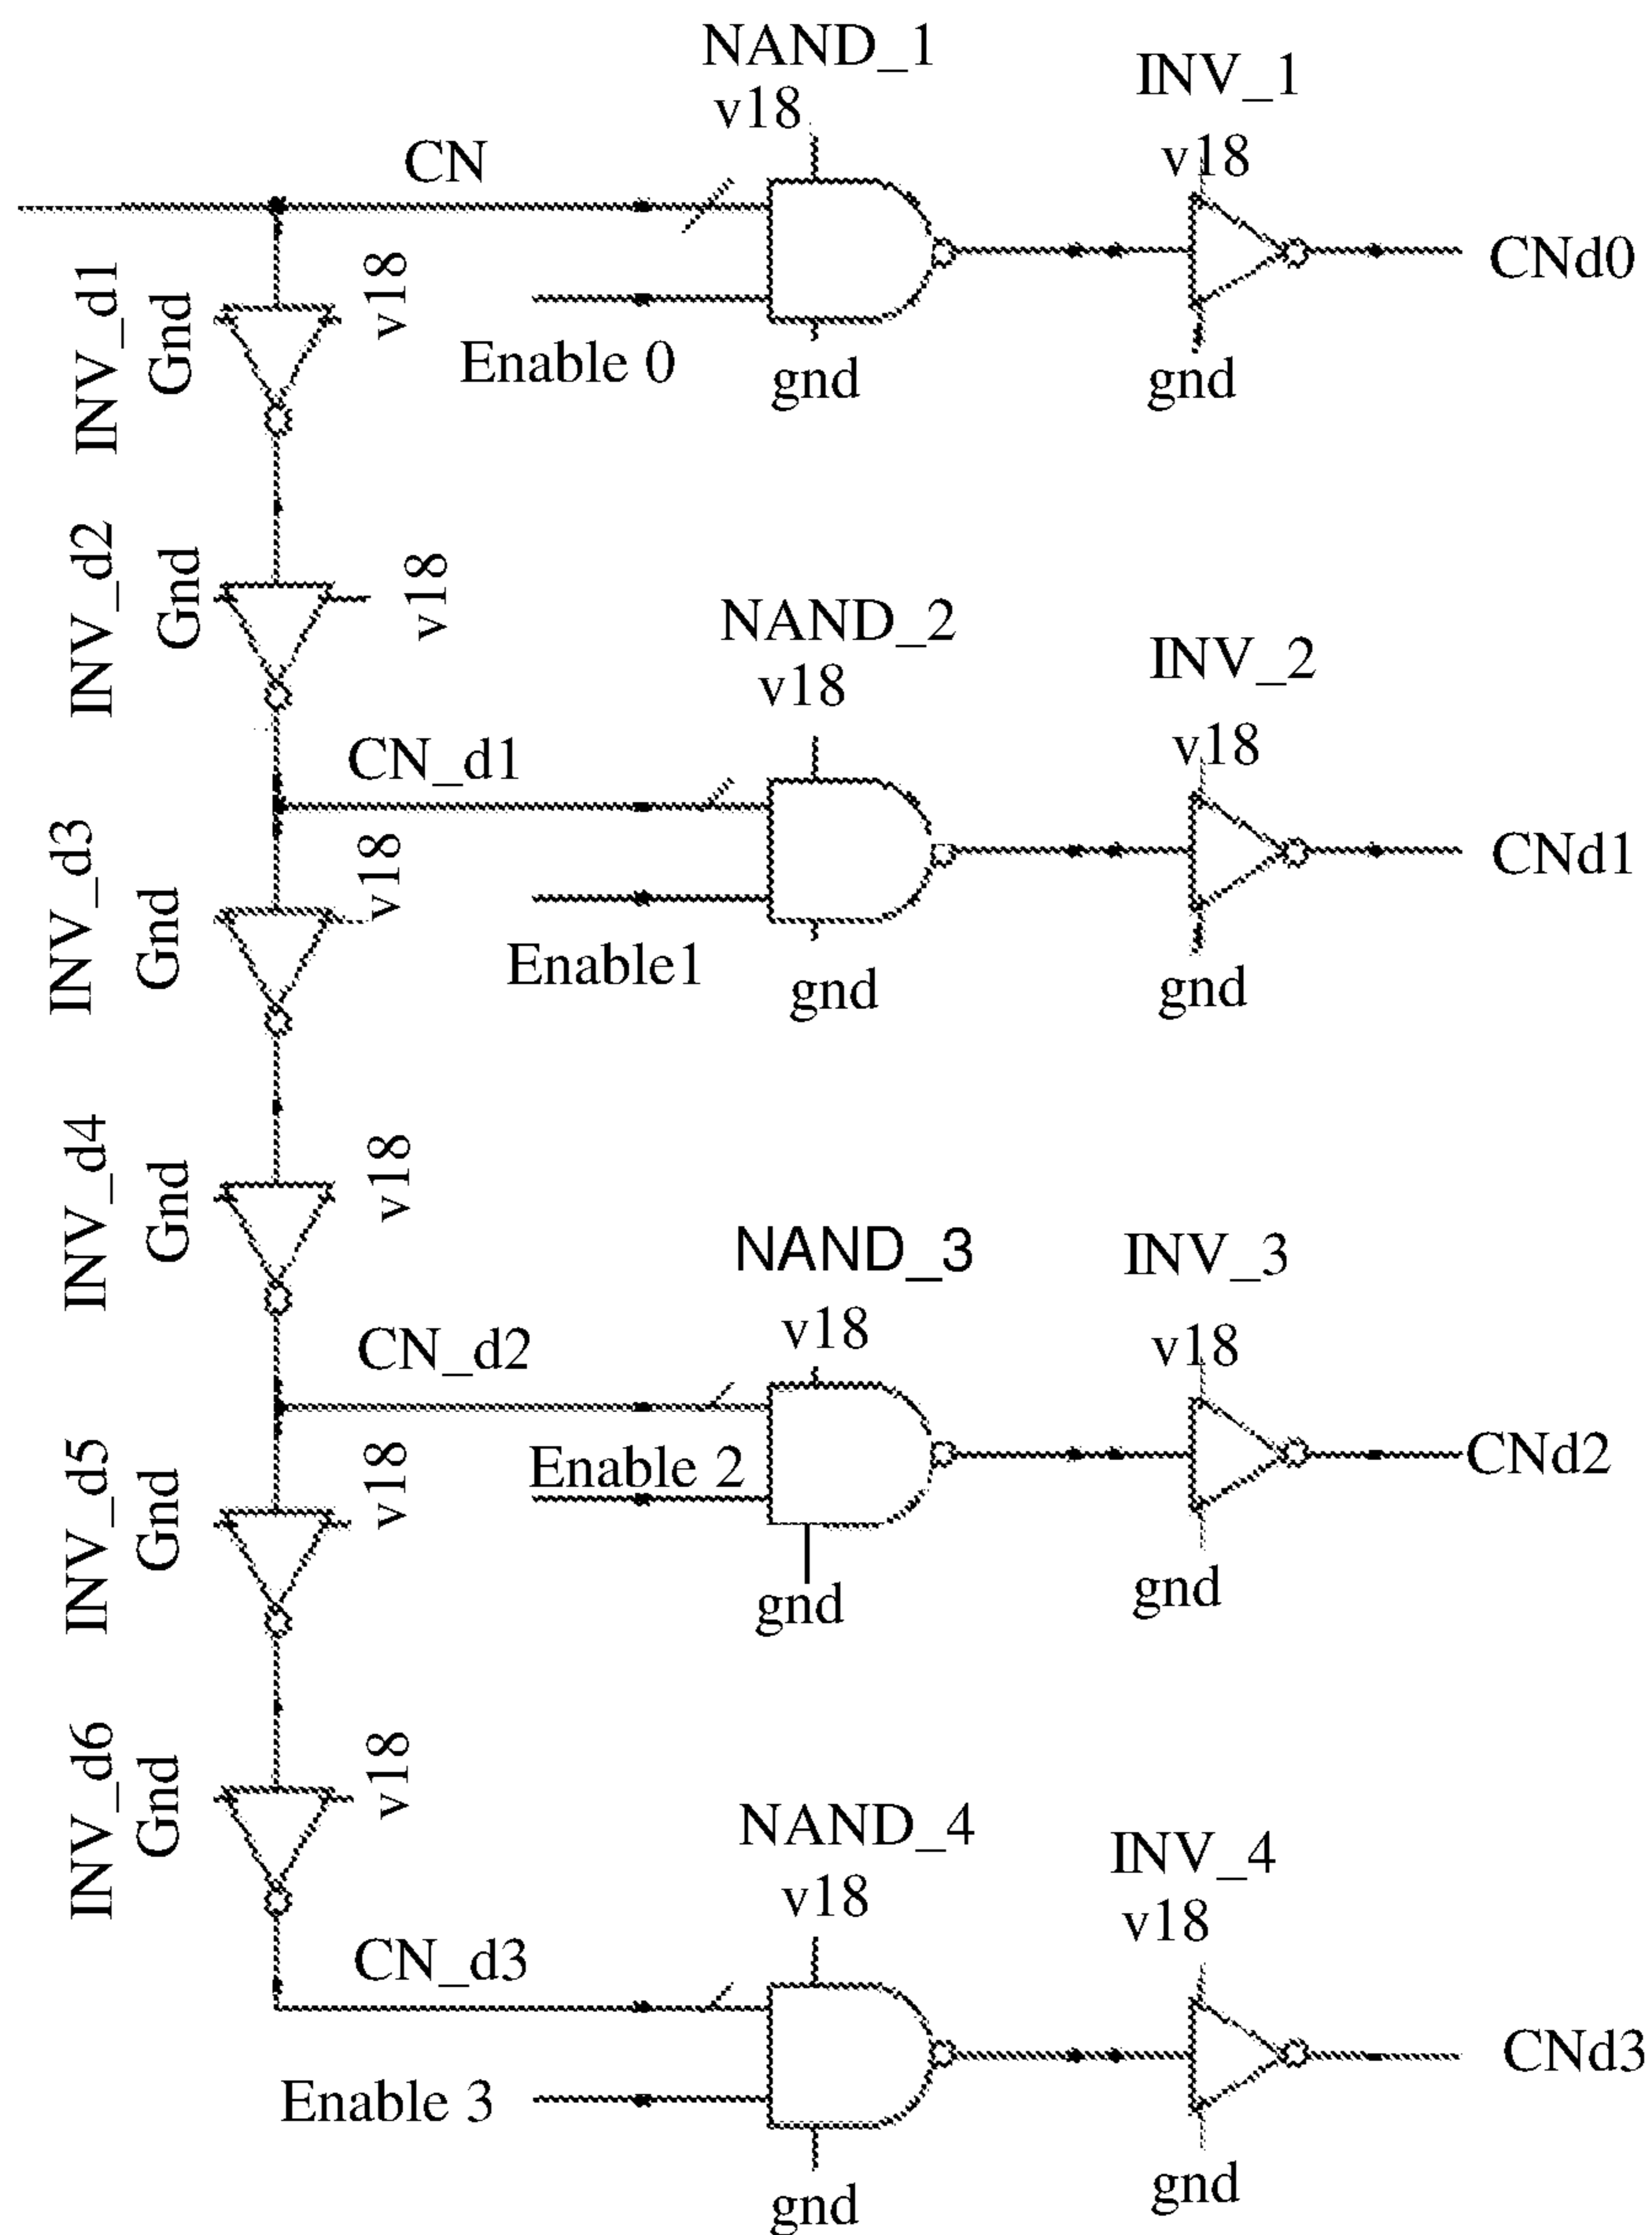 NAND_1
v18
INV_1
v18
CN
CNd0
INV_d1
Gnd
v18
Enable 0
gnd
gnd
INV_d2
Gnd
v18
NAND_2
v18
INV_2
v18
CN_d1
CNd1
INV_d3
Gnd
v18
Enable1
gnd
gnd
INV_d4
Gnd
v18
NAND_3
v18
INV_3
v18
CN_d2
CNd2
INV_d5
Gnd
v18
Enable 2
gnd
gnd
INV_d6
Gnd
v18
NAND_4
v18
INV_4
v18
CN_d3
CNd3
Enable 3
gnd
gnd